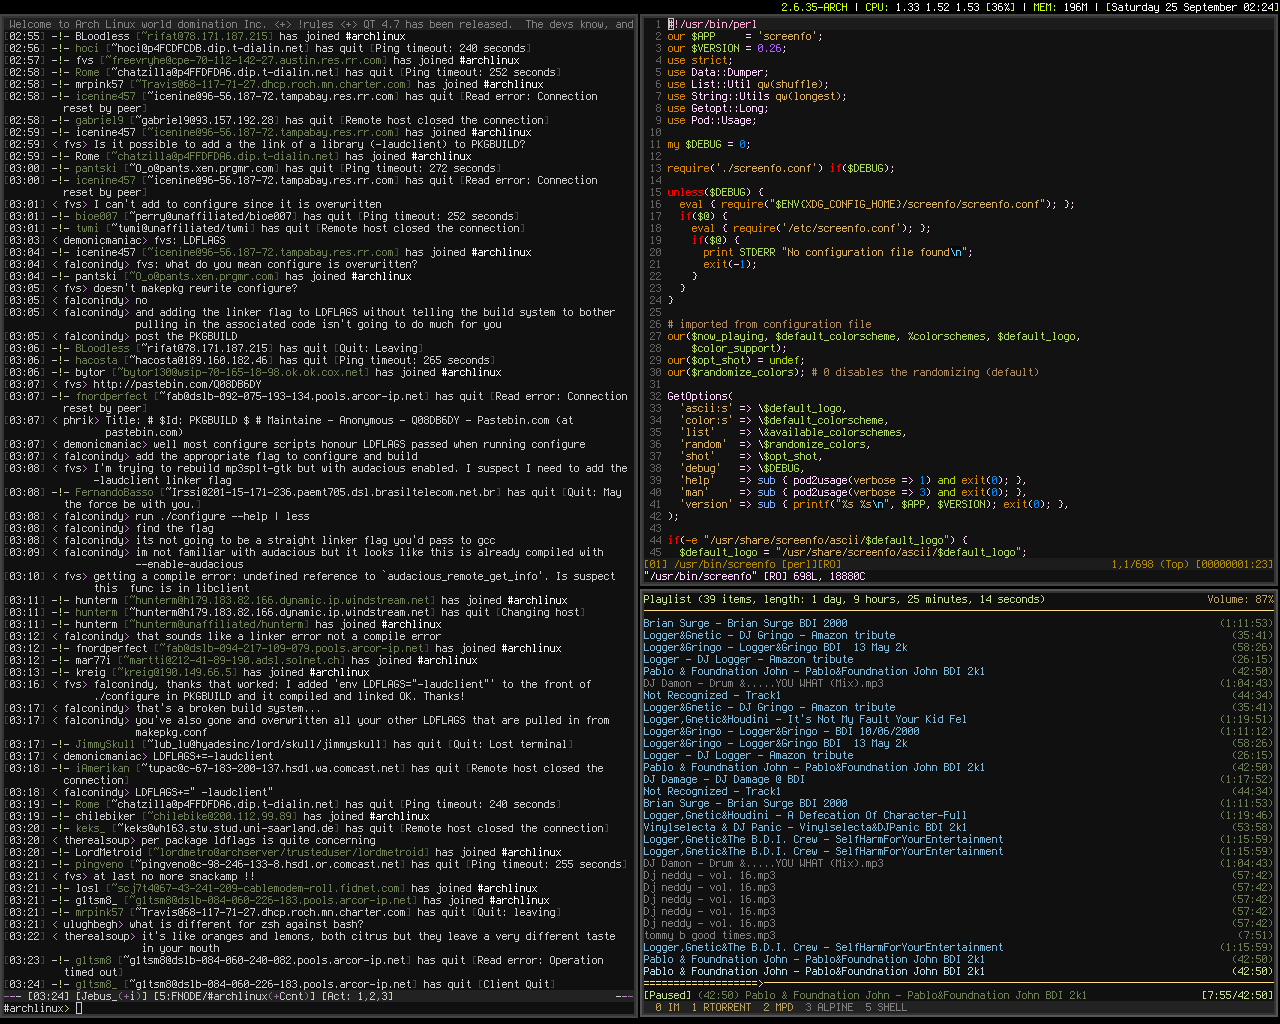 2.6.35-ARCH | CPU: 1.33 1.52 1.53 [36%] | MEM: 196M | [Saturday 25 September 02:24]
Welcome to Arch Linux world domination Inc. <+> !rules <+> QT 4.7 has been released.  The devs know, and
[02:55] -!- BLoodless [~rifat@78.171.187.215] has joined #archlinux
[02:56] -!- hoci [~hoci@p4FCDFCDB.dip.t-dialin.net] has quit [Ping timeout: 240 seconds]
[02:57] -!- fvs [~freevryhe@cpe-70-112-142-27.austin.res.rr.com] has joined #archlinux
[02:58] -!- Rome [~chatzilla@p4FFDFDA6.dip.t-dialin.net] has quit [Ping timeout: 252 seconds]
[02:58] -!- mrpink57 [~Travis@68-117-71-27.dhcp.roch.mn.charter.com] has joined #archlinux
[02:58] -!- icenine457 [~icenine@96-56.187-72.tampabay.res.rr.com] has quit [Read error: Connection
reset by peer]
[02:58] -!- gabriel9 [~gabriel9@93.157.192.28] has quit [Remote host closed the connection]
[02:59] -!- icenine457 [~icenine@96-56.187-72.tampabay.res.rr.com] has joined #archlinux
[02:59] < fvs> Is it possible to add a the link of a library (-laudclient) to PKGBUILD?
[02:59] -!- Rome [~chatzilla@p4FFDFDA6.dip.t-dialin.net] has joined #archlinux
[03:00] -!- pantski [~O_o@pants.xen.prgmr.com] has quit [Ping timeout: 272 seconds]
[03:00] -!- icenine457 [~icenine@96-56.187-72.tampabay.res.rr.com] has quit [Read error: Connection
reset by peer]
[03:01] < fvs> I can't add to configure since it is overwritten
[03:01] -!- bioe007 [~perry@unaffiliated/bioe007] has quit [Ping timeout: 252 seconds]
[03:01] -!- twmi [~twmi@unaffiliated/twmi] has quit [Remote host closed the connection]
[03:03] < demonicmaniac> fvs: LDFLAGS
[03:04] -!- icenine457 [~icenine@96-56.187-72.tampabay.res.rr.com] has joined #archlinux
[03:04] < falconindy> fvs: what do you mean configure is overwritten?
[03:04] -!- pantski [~O_o@pants.xen.prgmr.com] has joined #archlinux
[03:05] < fvs> doesn't makepkg rewrite configure?
[03:05] < falconindy> no
[03:05] < falconindy> and adding the linker flag to LDFLAGS without telling the build system to bother
pulling in the associated code isn't going to do much for you
[03:05] < falconindy> post the PKGBUILD
[03:06] -!- BLoodless [~rifat@78.171.187.215] has quit [Quit: Leaving]
[03:06] -!- hacosta [~hacosta@189.160.182.46] has quit [Ping timeout: 265 seconds]
[03:06] -!- bytor [~bytor130@wsip-70-165-18-98.ok.ok.cox.net] has joined #archlinux
[03:07] < fvs> http://pastebin.com/Q08DB6DY
[03:07] -!- fnordperfect [~fab@dslb-092-075-193-134.pools.arcor-ip.net] has quit [Read error: Connection
reset by peer]
[03:07] < phrik> Title: # $Id: PKGBUILD $ # Maintaine - Anonymous - Q08DB6DY - Pastebin.com (at
pastebin.com)
[03:07] < demonicmaniac> well most configure scripts honour LDFLAGS passed when running configure
[03:07] < falconindy> add the appropriate flag to configure and build
[03:08] < fvs> I'm trying to rebuild mp3splt-gtk but with audacious enabled. I suspect I need to add the
-laudclient linker flag
[03:08] -!- FernandoBasso [~Irssi@201-15-171-236.paemt705.dsl.brasiltelecom.net.br] has quit [Quit: May
the force be with you.]
[03:08] < falconindy> run ./configure --help | less
[03:08] < falconindy> find the flag
[03:08] < falconindy> its not going to be a straight linker flag you'd pass to gcc
[03:09] < falconindy> im not familiar with audacious but it looks like this is already compiled with
--enable-audacious
[03:10] < fvs> getting a compile error: undefined reference to `audacious_remote_get_info'. Is suspect
this  func is in libclient
[03:11] -!- hunterm [~hunterm@h179.183.82.166.dynamic.ip.windstream.net] has joined #archlinux
[03:11] -!- hunterm [~hunterm@h179.183.82.166.dynamic.ip.windstream.net] has quit [Changing host]
[03:11] -!- hunterm [~hunterm@unaffiliated/hunterm] has joined #archlinux
[03:12] < falconindy> that sounds like a linker error not a compile error
[03:12] -!- fnordperfect [~fab@dslb-094-217-109-079.pools.arcor-ip.net] has joined #archlinux
[03:12] -!- mar77i [~martti@212-41-89-190.adsl.solnet.ch] has joined #archlinux
[03:13] -!- kreig [~kreig@190.149.66.5] has joined #archlinux
[03:16] < fvs> falconindy, thanks that worked: I added 'env LDFLAGS="-laudclient"' to the front of
./configure in PKGBUILD and it compiled and linked OK. Thanks!
[03:17] < falconindy> that's a broken build system...
[03:17] < falconindy> you've also gone and overwritten all your other LDFLAGS that are pulled in from
makepkg.conf
[03:17] -!- JimmySkull [~lub_lu@hyadesinc/lord/skull/jimmyskull] has quit [Quit: Lost terminal]
[03:17] < demonicmaniac> LDFLAGS+=-laudclient
[03:18] -!- iAmerikan [~tupac@c-67-183-200-137.hsd1.wa.comcast.net] has quit [Remote host closed the
connection]
[03:18] < falconindy> LDFLAGS+=" -laudclient"
[03:19] -!- Rome [~chatzilla@p4FFDFDA6.dip.t-dialin.net] has quit [Ping timeout: 240 seconds]
[03:19] -!- chilebiker [~chilebike@200.112.99.89] has joined #archlinux
[03:20] -!- keks_ [~keks@wh163.stw.stud.uni-saarland.de] has quit [Remote host closed the connection]
[03:20] < therealsoup> per package ldflags is quite concerning
[03:20] -!- LordMetroid [~lordmetro@archserver/trusteduser/lordmetroid] has joined #archlinux
[03:21] -!- pingveno [~pingveno@c-98-246-133-8.hsd1.or.comcast.net] has quit [Ping timeout: 255 seconds]
[03:21] < fvs> at last no more snackamp !!
[03:21] -!- losl [~scj7t4@67-43-241-209-cablemodem-roll.fidnet.com] has joined #archlinux
[03:21] -!- gltsm8_ [~gltsm8@dslb-084-060-226-183.pools.arcor-ip.net] has joined #archlinux
[03:21] -!- mrpink57 [~Travis@68-117-71-27.dhcp.roch.mn.charter.com] has quit [Quit: leaving]
[03:21] < ulughbegh> what is different for zsh against bash?
[03:22] < therealsoup> it's like oranges and lemons, both citrus but they leave a very different taste
in your mouth
[03:23] -!- gltsm8 [~gltsm8@dslb-084-060-240-082.pools.arcor-ip.net] has quit [Read error: Operation
timed out]
[03:24] -!- gltsm8_ [~gltsm8@dslb-084-060-226-183.pools.arcor-ip.net] has quit [Client Quit]
--- [03:24] [Jebus_(+i)] [5:FNODE/#archlinux(+Ccnt)] [Act: 1,2,3] ---
#archlinux>
1 #!/usr/bin/perl
2 our $APP     = 'screenfo';
3 our $VERSION = 0.26;
4 use strict;
5 use Data::Dumper;
6 use List::Util qw(shuffle);
7 use String::Utils qw(longest);
8 use Getopt::Long;
9 use Pod::Usage;
10
11 my $DEBUG = 0;
12
13 require('./screenfo.conf') if($DEBUG);
14
15 unless($DEBUG) {
16   eval { require("$ENV{XDG_CONFIG_HOME}/screenfo/screenfo.conf"); };
17   if($@) {
18     eval { require('/etc/screenfo.conf'); };
19     if($@) {
20       print STDERR "No configuration file found\n";
21       exit(-1);
22     }
23   }
24 }
25
26 # imported from configuration file
27 our($now_playing, $default_colorscheme, %colorschemes, $default_logo,
28     $color_support);
29 our($opt_shot) = undef;
30 our($randomize_colors); # 0 disables the randomizing (default)
31
32 GetOptions(
33   'ascii:s' => \$default_logo,
34   'color:s' => \$default_colorscheme,
35   'list'    => \&available_colorschemes,
36   'random'  => \$randomize_colors,
37   'shot'    => \$opt_shot,
38   'debug'   => \$DEBUG,
39   'help'    => sub { pod2usage(verbose => 1) and exit(0); },
40   'man'     => sub { pod2usage(verbose => 3) and exit(0); },
41   'version' => sub { printf("%s %s\n", $APP, $VERSION); exit(0); },
42 );
43
44 if(-e "/usr/share/screenfo/ascii/$default_logo") {
45   $default_logo = "/usr/share/screenfo/ascii/$default_logo";
[01] /usr/bin/screenfo [perl][RO] 1,1/698 (Top) [00000001:23]
"/usr/bin/screenfo" [RO] 698L, 18880C
Playlist (39 items, length: 1 day, 9 hours, 25 minutes, 14 seconds) Volume: 87%
Brian Surge - Brian Surge BDI 2000 (1:11:53)
Logger&Gnetic - DJ Gringo - Amazon tribute (35:41)
Logger&Gringo - Logger&Gringo BDI  13 May 2k (58:26)
Logger - DJ Logger - Amazon tribute (26:15)
Pablo & Foundnation John - Pablo&Foundnation John BDI 2k1 (42:50)
DJ Damon - Drum &.....YOU WHAT (Mix).mp3 (1:04:43)
Not Recognized - Track1 (44:34)
Logger&Gnetic - DJ Gringo - Amazon tribute (35:41)
Logger,Gnetic&Houdini - It's Not My Fault Your Kid Fel (1:19:51)
Logger&Gringo - Logger&Gringo - BDI 10/06/2000 (1:11:12)
Logger&Gringo - Logger&Gringo BDI  13 May 2k (58:26)
Logger - DJ Logger - Amazon tribute (26:15)
Pablo & Foundnation John - Pablo&Foundnation John BDI 2k1 (42:50)
DJ Damage - DJ Damage @ BDI (1:17:52)
Not Recognized - Track1 (44:34)
Brian Surge - Brian Surge BDI 2000 (1:11:53)
Logger,Gnetic&Houdini - A Defecation Of Character-Full (1:19:46)
Vinylselecta & DJ Panic - Vinylselecta&DJPanic BDI 2k1 (53:58)
Logger,Gnetic&The B.D.I. Crew - SelfHarmForYourEntertainment (1:15:59)
Logger,Gnetic&The B.D.I. Crew - SelfHarmForYourEntertainment (1:15:59)
DJ Damon - Drum &.....YOU WHAT (Mix).mp3 (1:04:43)
Dj neddy - vol. 16.mp3 (57:42)
Dj neddy - vol. 16.mp3 (57:42)
Dj neddy - vol. 16.mp3 (57:42)
Dj neddy - vol. 16.mp3 (57:42)
Dj neddy - vol. 16.mp3 (57:42)
tommy b good times.mp3 (7:51)
Logger,Gnetic&The B.D.I. Crew - SelfHarmForYourEntertainment (1:15:59)
Pablo & Foundnation John - Pablo&Foundnation John BDI 2k1 (42:50)
Pablo & Foundnation John - Pablo&Foundnation John BDI 2k1 (42:50)
[Paused] (42:50) Pablo & Foundnation John - Pablo&Foundnation John BDI 2k1 [7:55/42:50]
0 IM  1 RTORRENT  2 MPD  3 ALPINE  5 SHELL